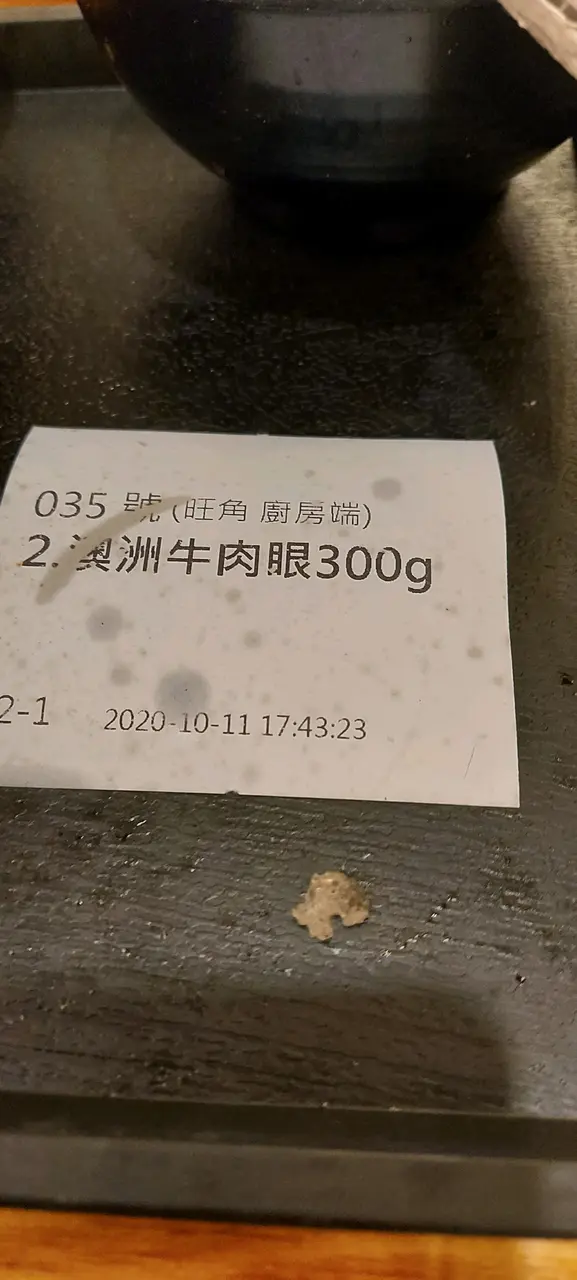 035 號 (旺角 廚房端)
2. 澳洲牛肉眼300g
2-1 2020-10-11 17:43:23